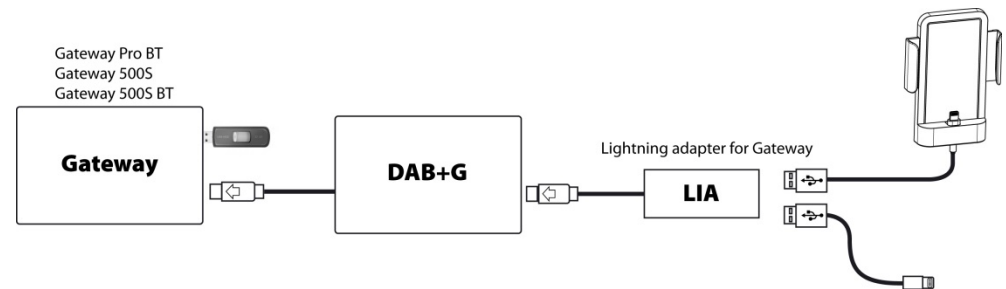 Gateway Pro BT
Gateway 500S
Gateway 500S BT
Gateway
DAB+G
Lightning adapter for Gateway
LIA